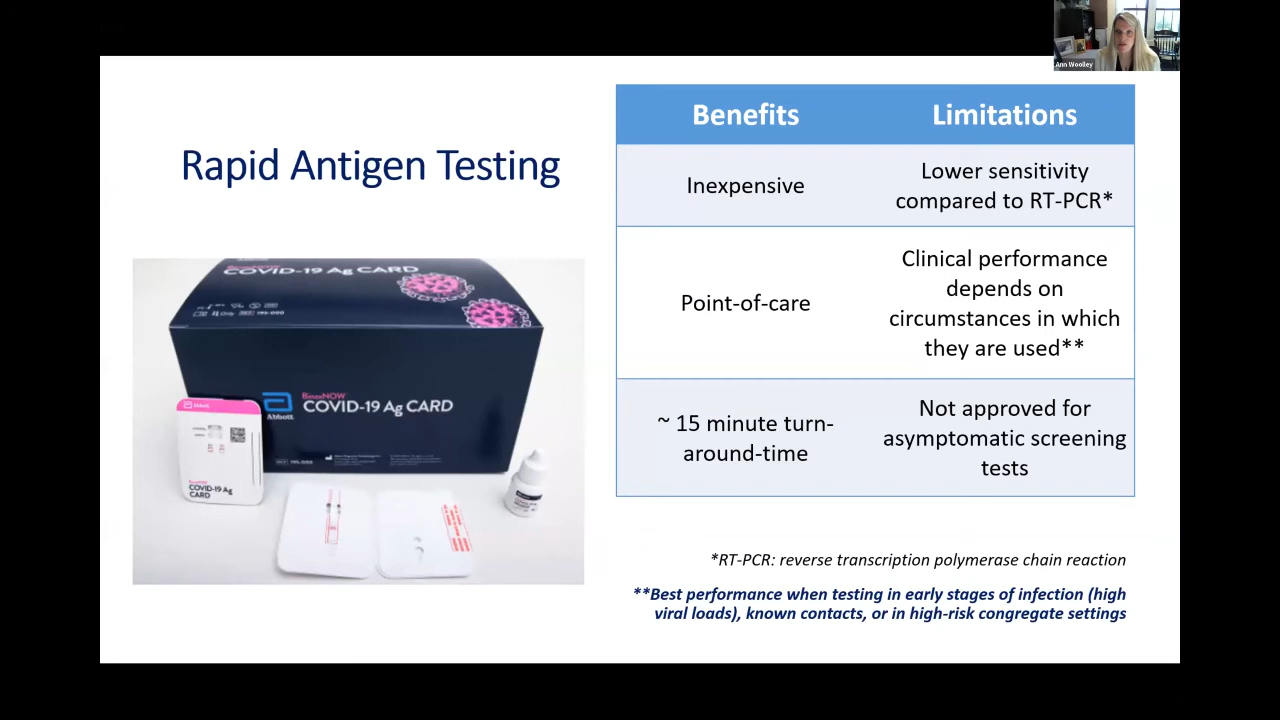 Ann Woolley
Rapid Antigen Testing
Benefits
Limitations
Inexpensive
Lower sensitivity
compared to RT-PCR*
Point-of-care
Clinical performance
depends on
circumstances in which
they are used**
~ 15 minute turn-
around-time
Not approved for
asymptomatic screening
tests
COVID-19 Ag CARD
Only
195-000
BinaxNOW
COVID-19 Ag CARD
Abbott
Abbott
COVID-19 Ag
CARD
*RT-PCR: reverse transcription polymerase chain reaction
**Best performance when testing in early stages of infection (high
viral loads), known contacts, or in high-risk congregate settings